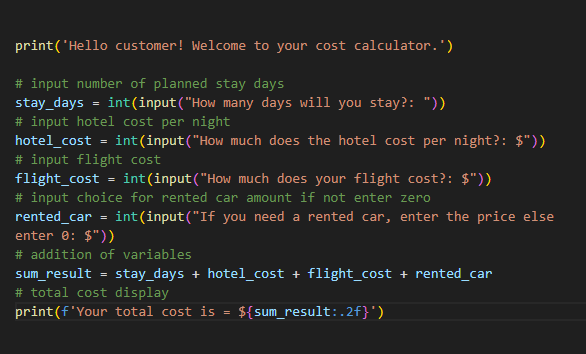 print('Hello customer! Welcome to your cost calculator.')
# input number of planned stay days
stay_days = int(input("How many days will you stay?: "))
# input hotel cost per night
hotel_cost = int(input("How much does the hotel cost per night?: $"))
# input flight cost
flight_cost = int(input("How much does your flight cost?: $"))
# input choice for rented car amount if not enter zero
rented_car = int(input("If you need a rented car, enter the price else
enter 0: $"))
# addition of variables
sum_result = stay_days + hotel_cost + flight_cost + rented_car
# total cost display
print(f'Your total cost is = ${sum_result:.2f}')